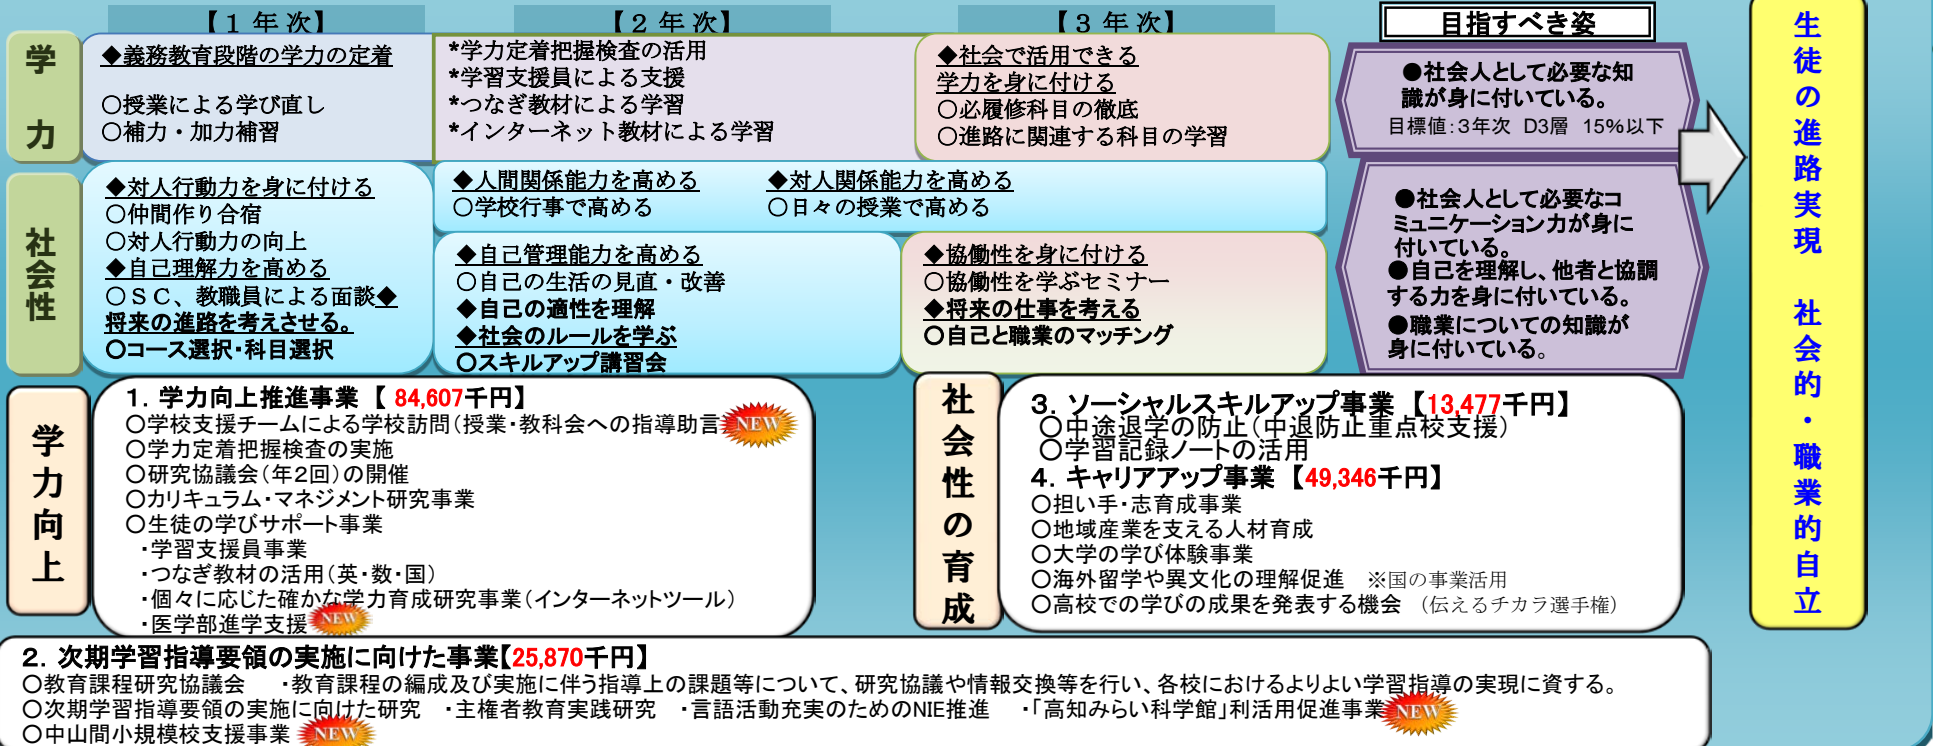 【１年次】
【２年次】
【３年次】
目指すべき姿
学力
◆義務教育段階の学力の定着
○授業による学び直し
○補力・加力補習
*学力定着把握検査の活用
*学習支援員による支援
*つなぎ教材による学習
*インターネット教材による学習
◆社会で活用できる
学力を身に付ける
○必履修科目の徹底
○進路に関連する科目の学習
●社会人として必要な知
識が身に付いている。
目標値：3年次 D3層 15％以下
社会性
◆対人行動力を身に付ける
○仲間作り合宿
○対人行動力の向上
◆自己理解力を高める
○ＳＣ、教職員による面談◆
将来の進路を考えさせる。
○コース選択・科目選択
◆人間関係能力を高める
○学校行事で高める
◆対人関係能力を高める
○日々の授業で高める
◆自己管理能力を高める
○自己の生活の見直・改善
◆自己の適性を理解
◆社会のルールを学ぶ
○スキルアップ講習会
◆協働性を身に付ける
○協働性を学ぶセミナー
◆将来の仕事を考える
○自己と職業のマッチング
●社会人として必要なコ
ミュニケーション力が身に
付いている。
●自己を理解し、他者と協調
する力を身に付いている。
●職業についての知識が
身に付いている。
生徒の進路実現　社会的・職業的自立
学力向上
１．学力向上推進事業【 84,607千円】
○学校支援チームによる学校訪問（授業・教科会への指導助言 NEW
○学力定着把握検査の実施
○研究協議会（年2回）の開催
○カリキュラム・マネジメント研究事業
○生徒の学びサポート事業
・学習支援員事業
・つなぎ教材の活用（英・数・国）
・個々に応じた確かな学力育成研究事業（インターネットツール）
・医学部進学支援 NEW
社会性の育成
３．ソーシャルスキルアップ事業【13,477千円】
○中途退学の防止（中退防止重点校支援）
○学習記録ノートの活用
４．キャリアアップ事業【49,346千円】
○担い手・志育成事業
○地域産業を支える人材育成
○大学の学び体験事業
○海外留学や異文化の理解促進　※国の事業活用
○高校での学びの成果を発表する機会　（伝えるチカラ選手権）
２．次期学習指導要領の実施に向けた事業【25,870千円】
○教育課程研究協議会　・教育課程の編成及び実施に伴う指導上の課題等について、研究協議や情報交換等を行い、各校におけるよりよい学習指導の実現に資する。
○次期学習指導要領の実施に向けた研究　・主権者教育実践研究　・言語活動充実のためのNIE推進　・「高知みらい科学館」利活用促進事業 NEW
○中山間小規模校支援事業 NEW